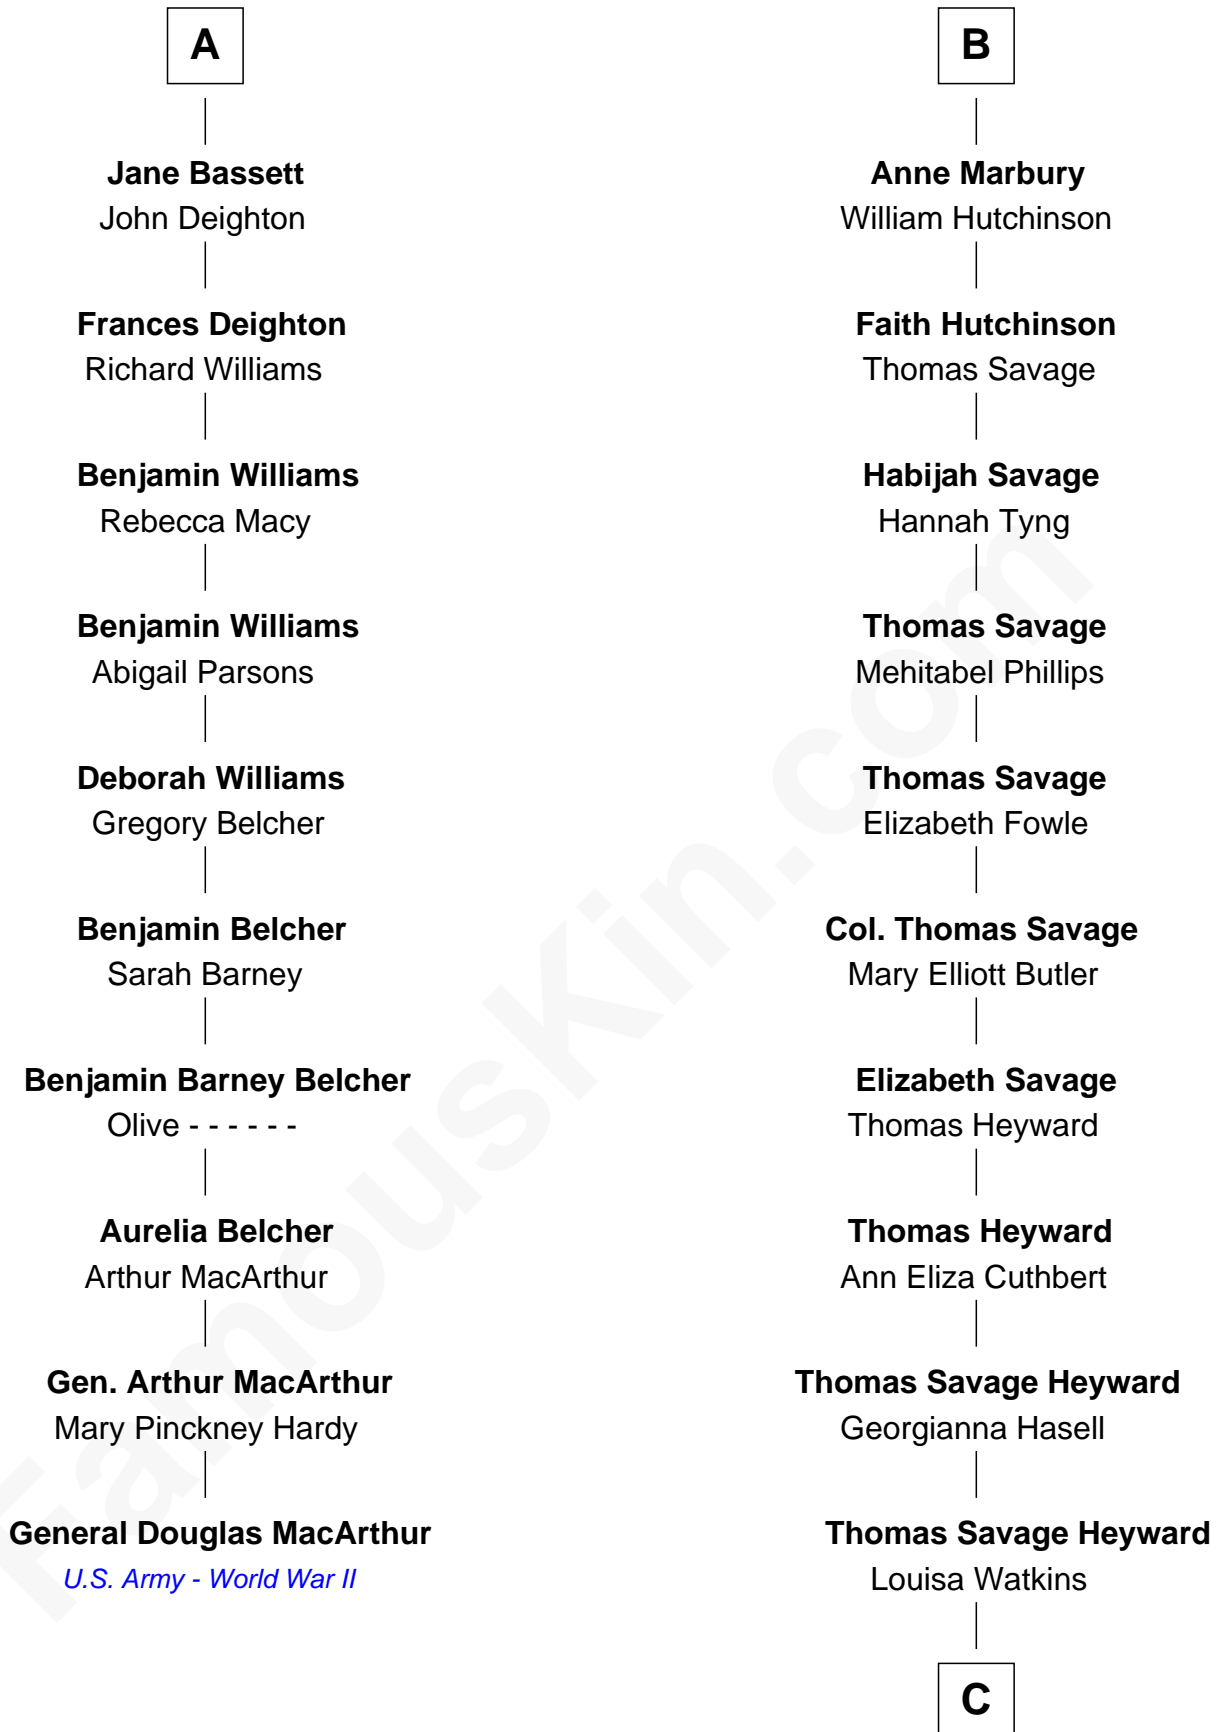 A
Jane Bassett
John Deighton
Frances Deighton
Richard Williams
Benjamin Williams
Rebecca Macy
Benjamin Williams
Abigail Parsons
Deborah Williams
Gregory Belcher
Benjamin Belcher
Sarah Barney
Benjamin Barney Belcher
Olive - - - - - -
Aurelia Belcher
Arthur MacArthur
Gen. Arthur MacArthur
Mary Pinckney Hardy
General Douglas MacArthur
U.S. Army - World War II
B
Anne Marbury
William Hutchinson
Faith Hutchinson
Thomas Savage
Habijah Savage
Hannah Tyng
Thomas Savage
Mehitabel Phillips
Thomas Savage
Elizabeth Fowle
Col. Thomas Savage
Mary Elliott Butler
Elizabeth Savage
Thomas Heyward
Thomas Heyward
Ann Eliza Cuthbert
Thomas Savage Heyward
Georgianna Hasell
Thomas Savage Heyward
Louisa Watkins
C
FamousKin.com